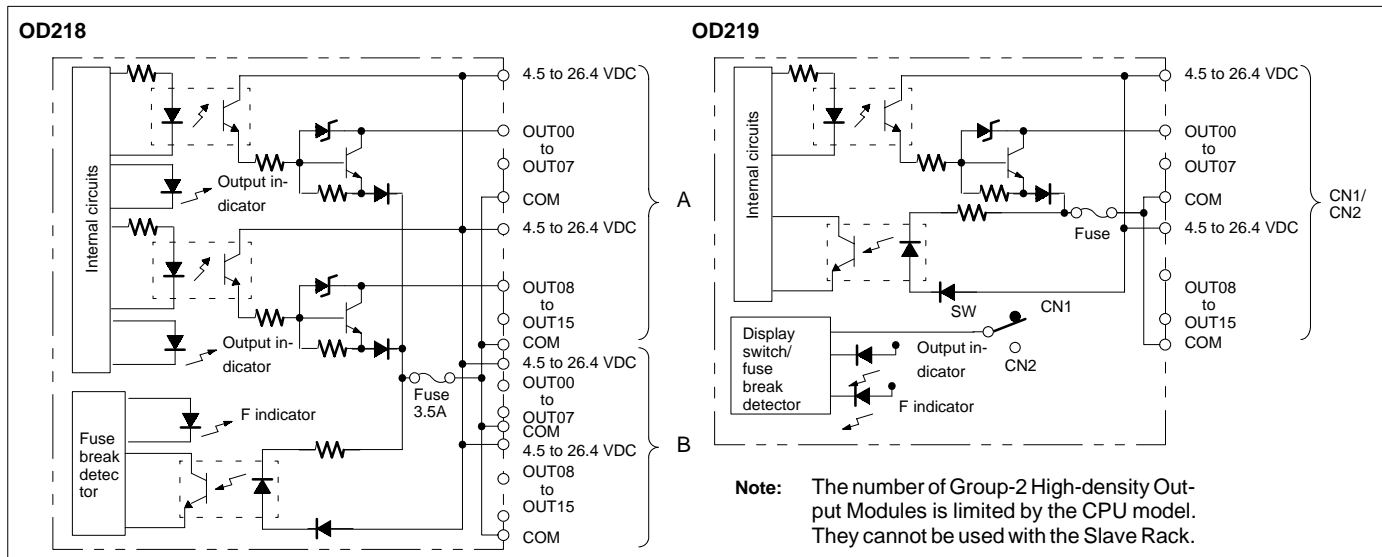 OD218
Internal circuits
Output in-
dicator
Output in-
dicator
Fuse
break
detec
tor
F indicator
Fuse
3.5A
4.5 to 26.4 VDC
OUT00
to
OUT07
COM
4.5 to 26.4 VDC
OUT08
to
OUT15
COM
4.5 to 26.4 VDC
OUT00
to
OUT07
COM
4.5 to 26.4 VDC
OUT08
to
OUT15
COM
A
B
OD219
Internal circuits
Display
switch/
fuse
break
detector
SW
CN1
Output in-
dicator
CN2
F indicator
Fuse
4.5 to 26.4 VDC
OUT00
to
OUT07
COM
4.5 to 26.4 VDC
OUT08
to
OUT15
COM
CN1/
CN2
Note: The number of Group-2 High-density Out-
put Modules is limited by the CPU model.
They cannot be used with the Slave Rack.